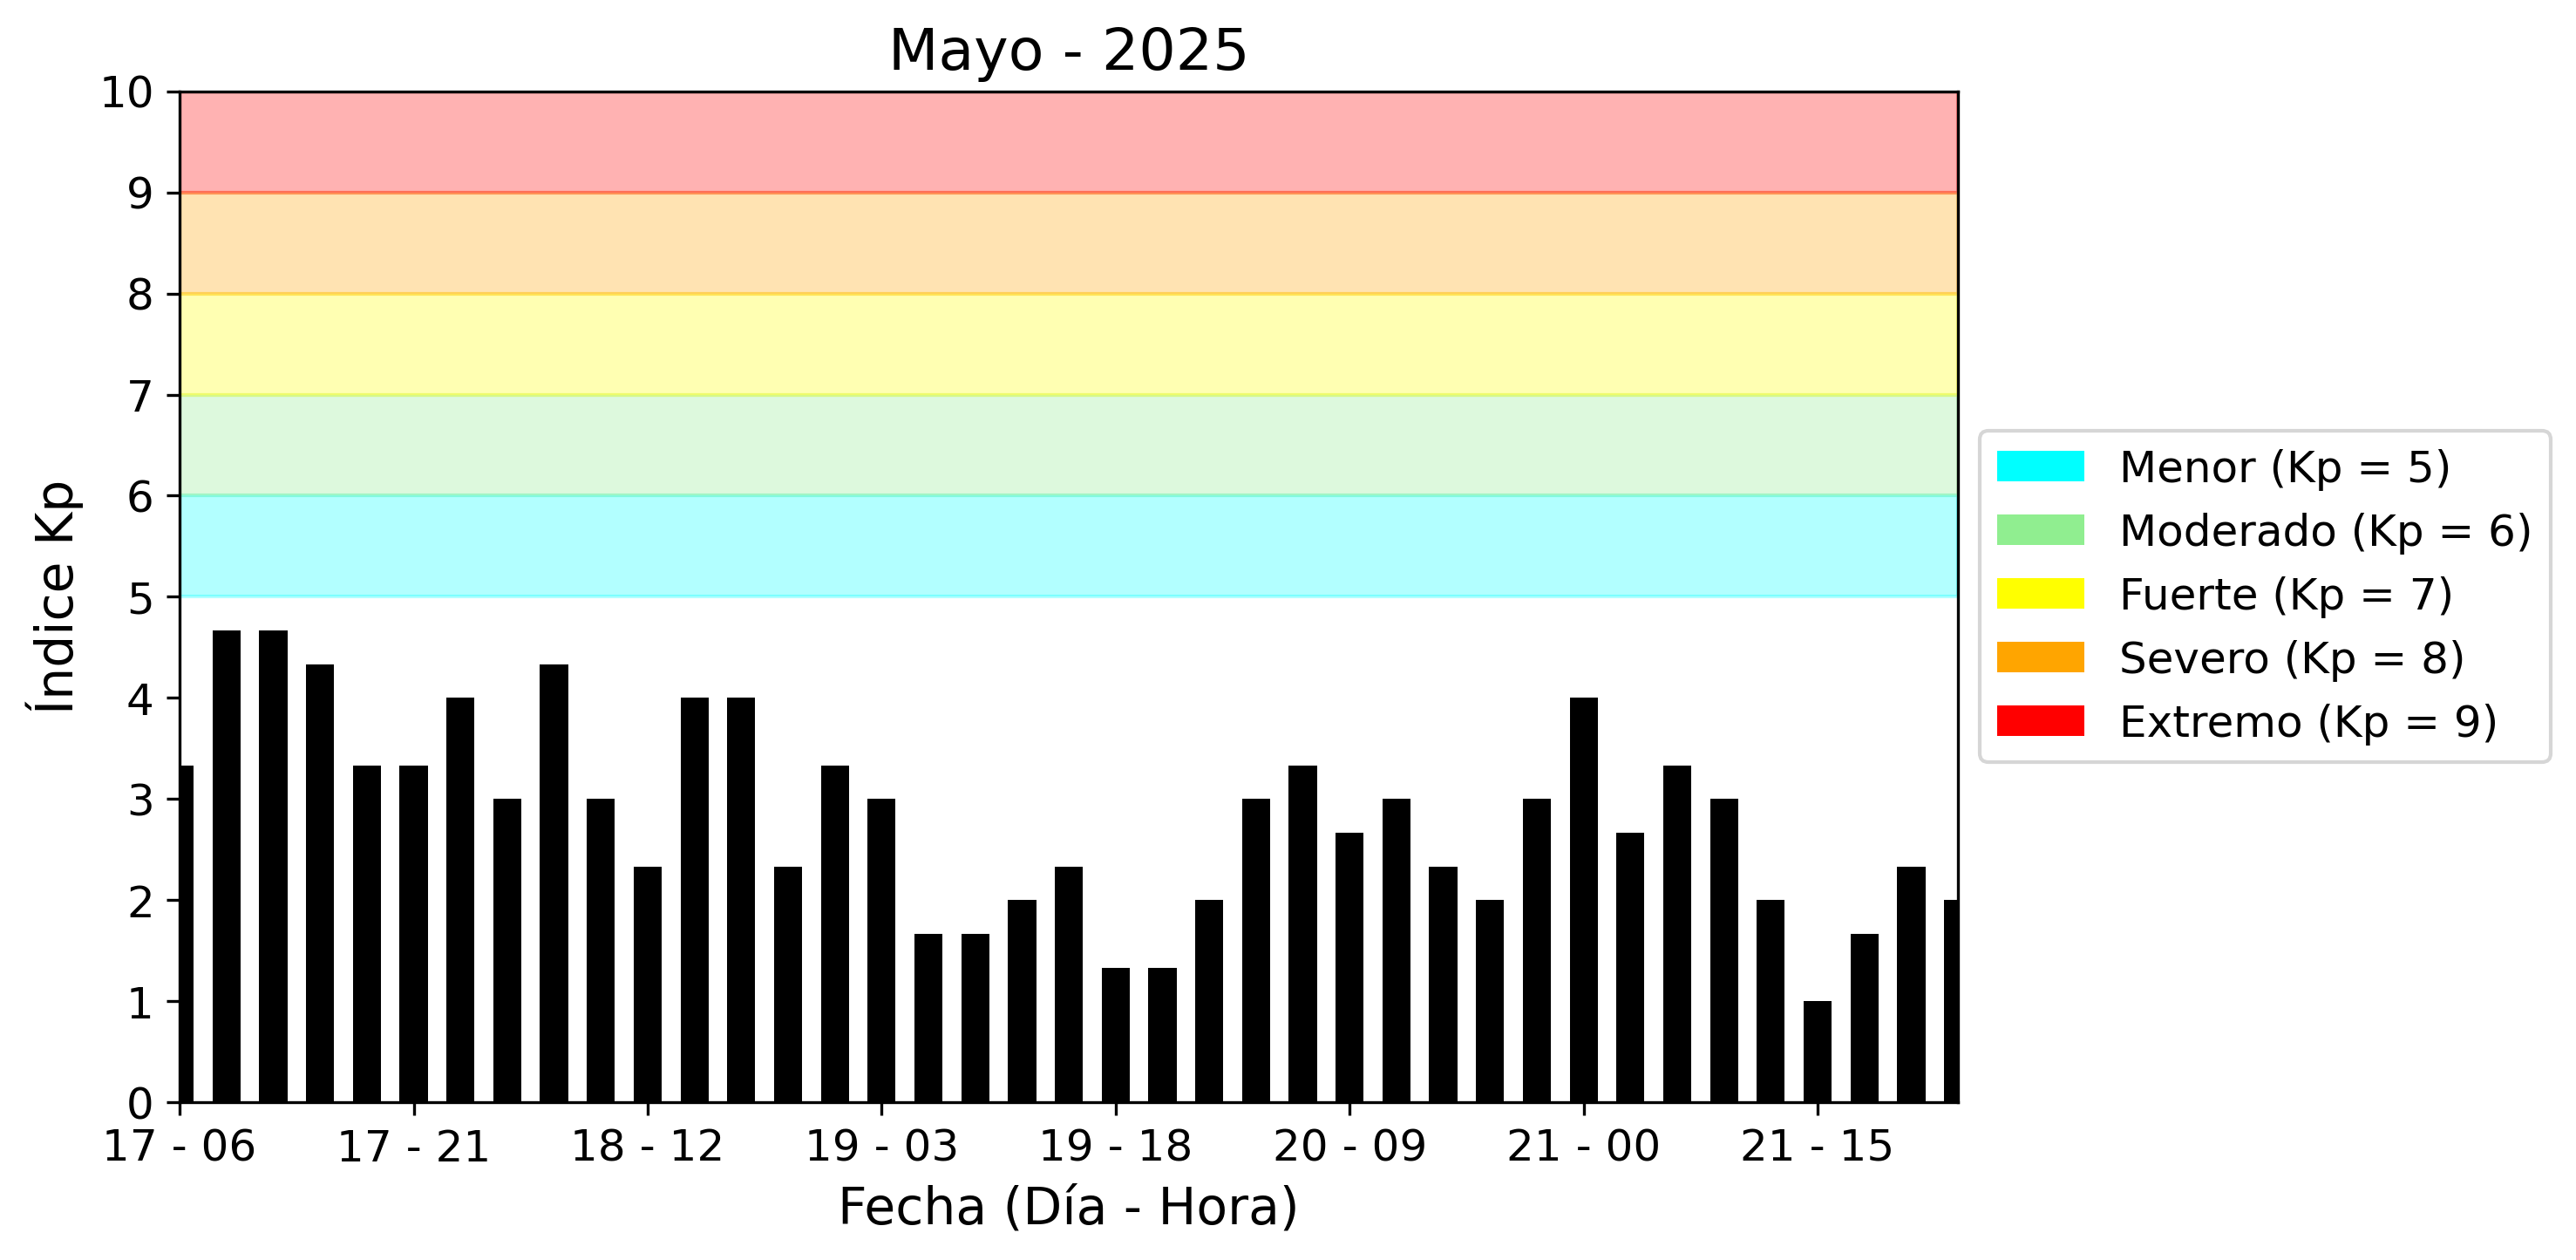 Mayo - 2025
10
9
8
7
6
5
4
3
2
1
0
Índice Kp
17 - 06
17 - 21
18 - 12
19 - 03
19 - 18
20 - 09
21 - 00
21 - 15
Fecha (Día - Hora)
Menor (Kp = 5)
Moderado (Kp = 6)
Fuerte (Kp = 7)
Severo (Kp = 8)
Extremo (Kp = 9)